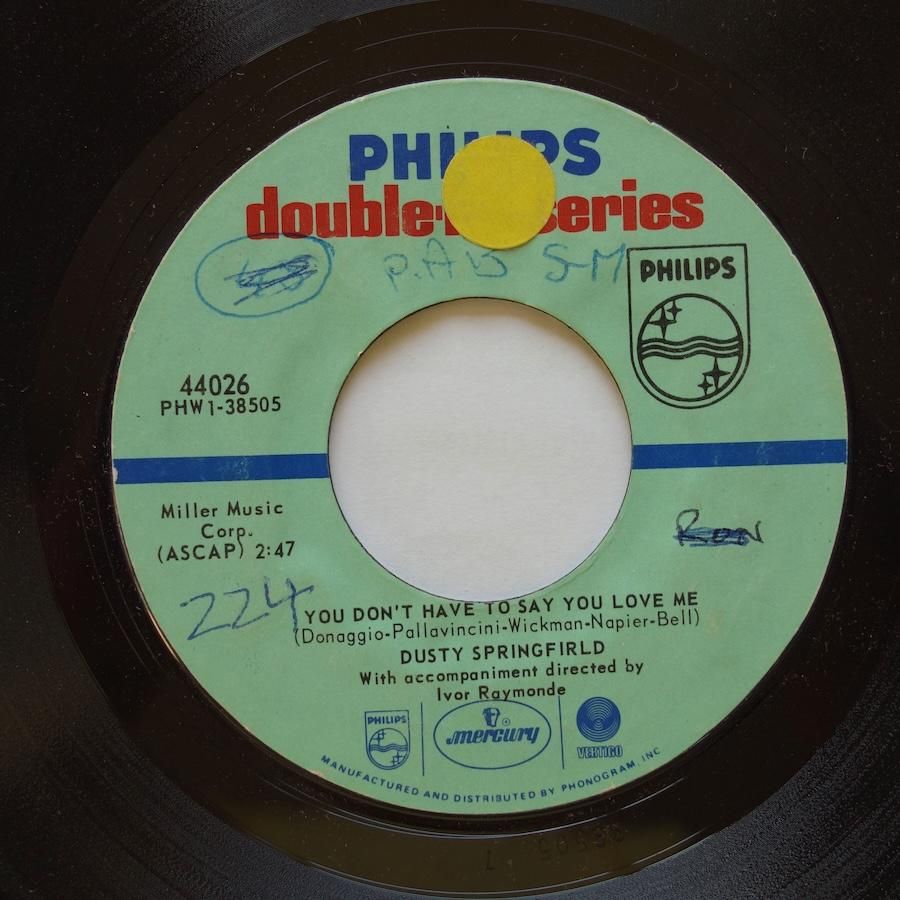 PHILIPS
double- series
P.A.W S-M
PHILIPS
44026
PHW1-38505
Miller Music
Corp.
(ASCAP) 2:47
Ron
224
YOU DON'T HAVE TO SAY YOU LOVE ME
(Donaggio-Pallavincini-Wickman-Napier-Bell)
DUSTY SPRINGFIRLD
With accompaniment directed by
Ivor Raymonde
PHILIPS
mercury
VERTIGO
MANUFACTURED AND DISTRIBUTED BY PHONOGRAM, INC